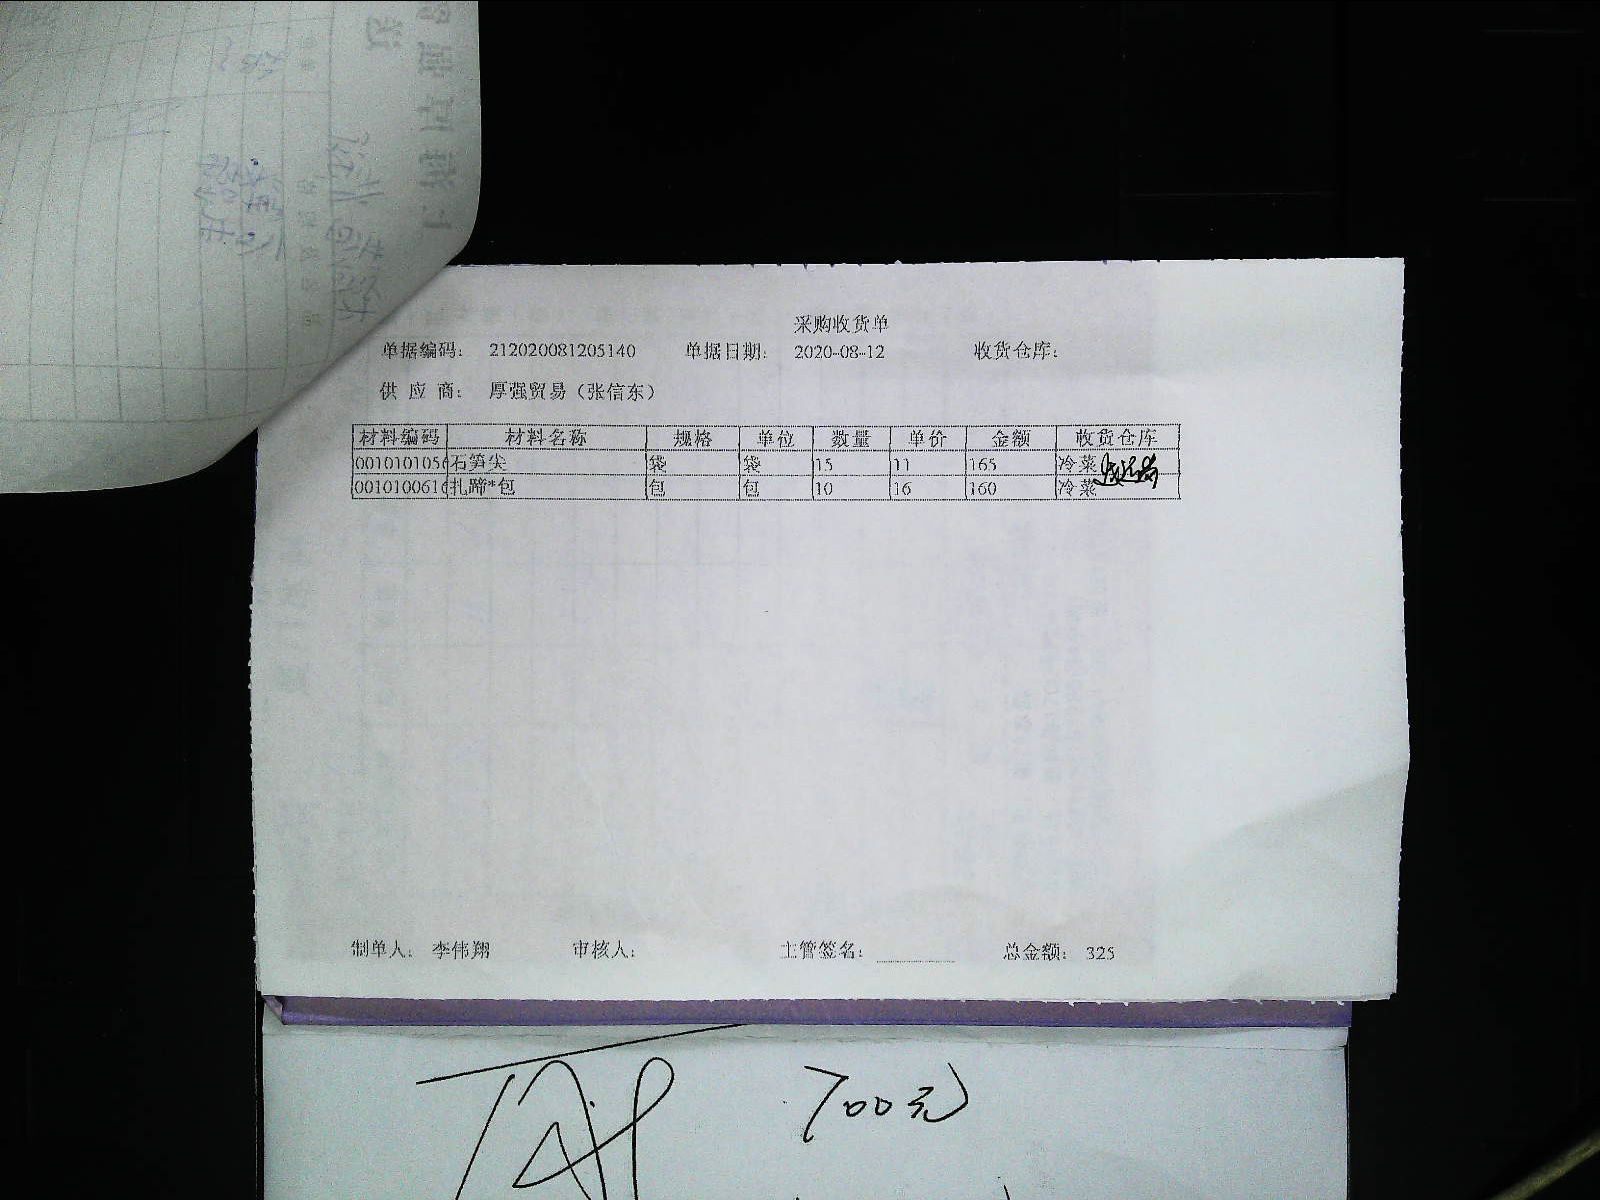 采购收货单
单据编码： 212020081205140 单据日期： 2020-08-12 收货仓库：
供应商： 厚强贸易（张信东）
材料编码 材料名称 规格 单位 数量 单价 金额 收货仓库
0010101056 石笋尖 袋 袋 15 11 165 冷菜
0010100616 扎蹄*包 包 包 10 16 160 冷菜
制单人： 李伟翔 审核人： 主管签名： 总金额： 325
700元